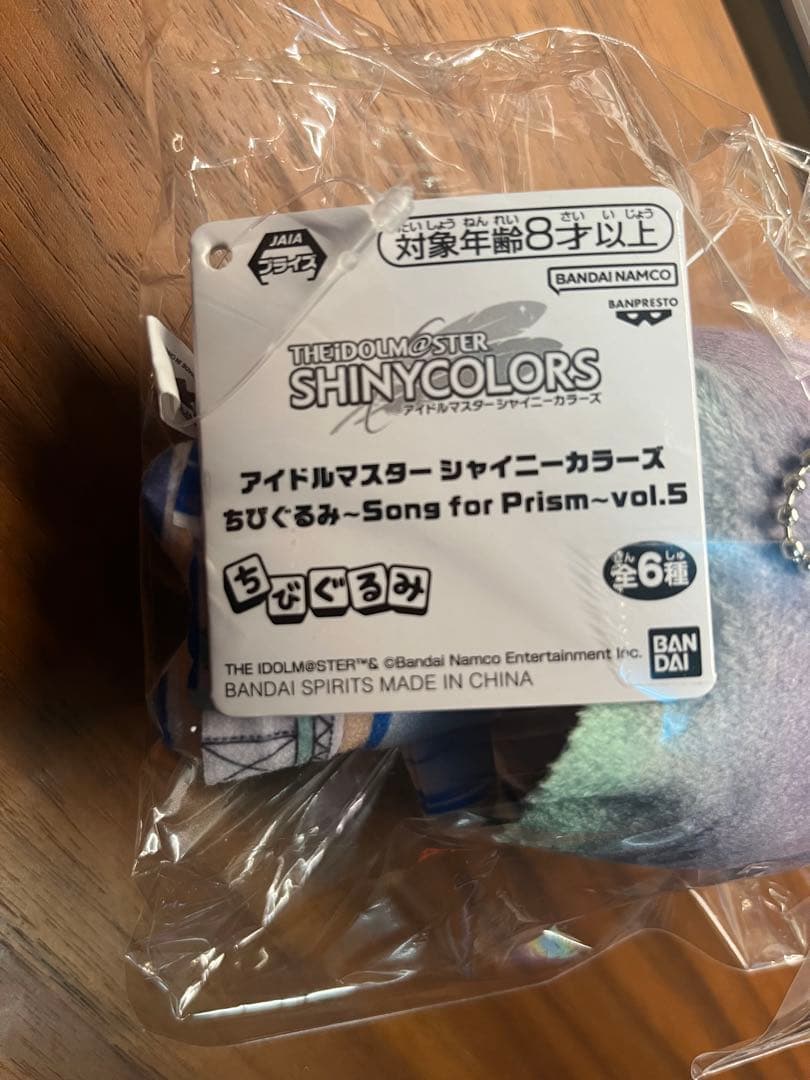 JAIA
プライズ
たいしょうねんれい さい いじょう
対象年齢8才以上
BANDAI NAMCO
BANPRESTO
THE iDOLM@STER
SHINYCOLORS
アイドルマスター シャイニーカラーズ
アイドルマスター シャイニーカラーズ
ちびぐるみ~Song for Prism~vol.5
ちびぐるみ
ぜん しゅ
全6種
THE IDOLM@STER™& ©Bandai Namco Entertainment Inc.
BANDAI SPIRITS MADE IN CHINA
BAN
DAI